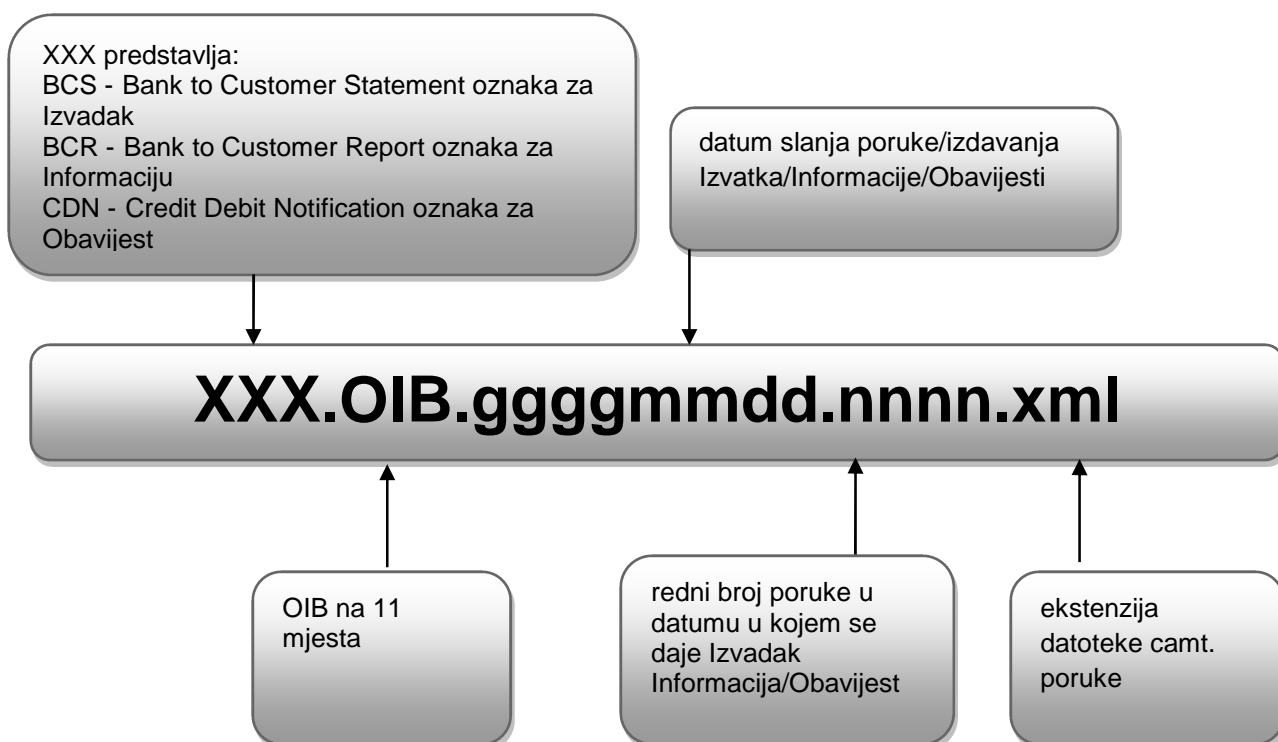 XXX predstavlja:
BCS - Bank to Customer Statement oznaka za
Izvadak
BCR - Bank to Customer Report oznaka za
Informaciju
CDN - Credit Debit Notification oznaka za
Obavijest
datum slanja poruke/izdavanja
Izvatka/Informacije/Obavijesti
XXX.OIB.ggggmmdd.nnnn.xml
OIB na 11
mjesta
redni broj poruke u
datumu u kojem se
daje Izvadak
Informacija/Obavijest
ekstenzija
datoteke camt.
poruke